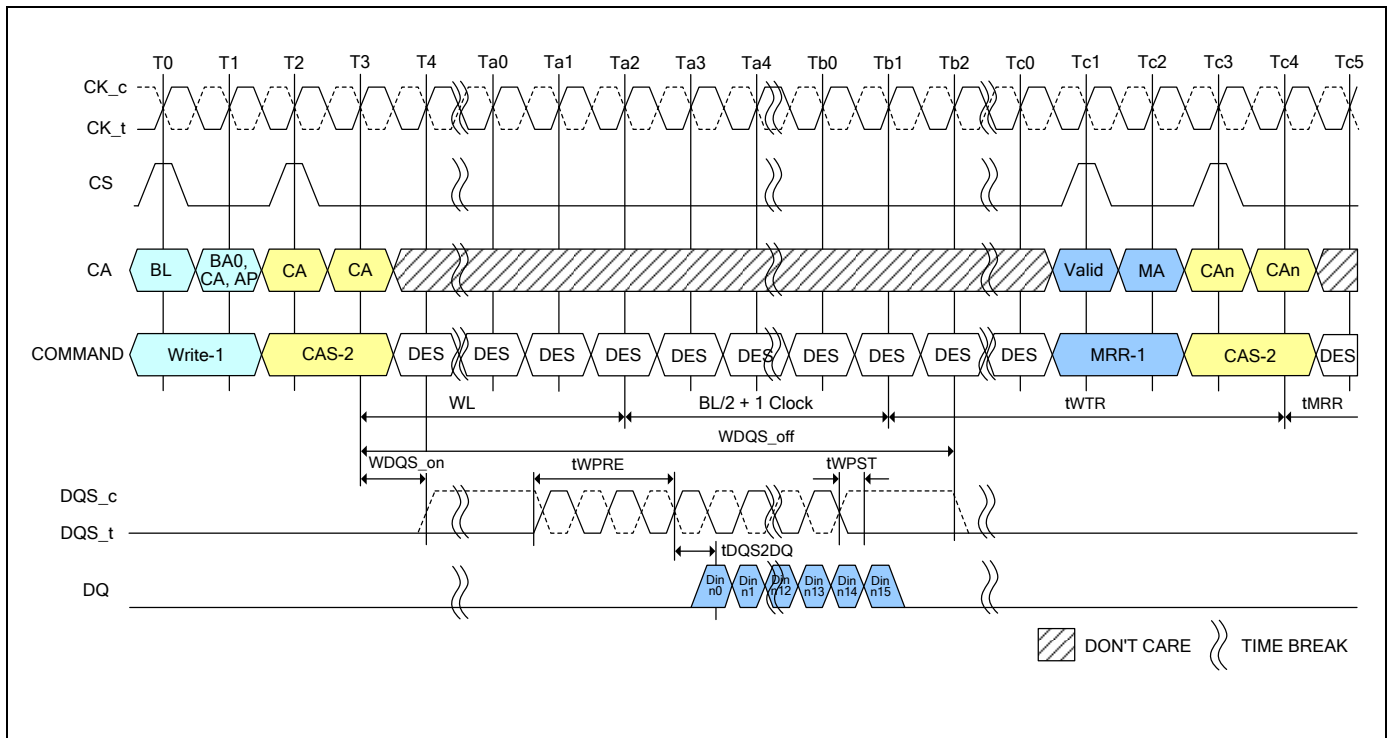 T0 T1 T2 T3 T4 Ta0 Ta1 Ta2 Ta3 Ta4 Tb0 Tb1 Tb2 Tc0 Tc1 Tc2 Tc3 Tc4 Tc5
CK_c
CK_t
CS
CA
BL
BA0,
CA, AP
CA
CA
Valid
MA
CAn
CAn
COMMAND
Write-1
CAS-2
DES
DES
DES
DES
DES
DES
DES
DES
DES
DES
MRR-1
CAS-2
DES
WL
BL/2 + 1 Clock
tWTR
tMRR
WDQS_off
WDQS_on
tWPRE
tWPST
DQS_c
DQS_t
tDQS2DQ
DQ
Din
n0
Din
n1
Din
n12
Din
n13
Din
n14
Din
n15
DON'T CARE
TIME BREAK